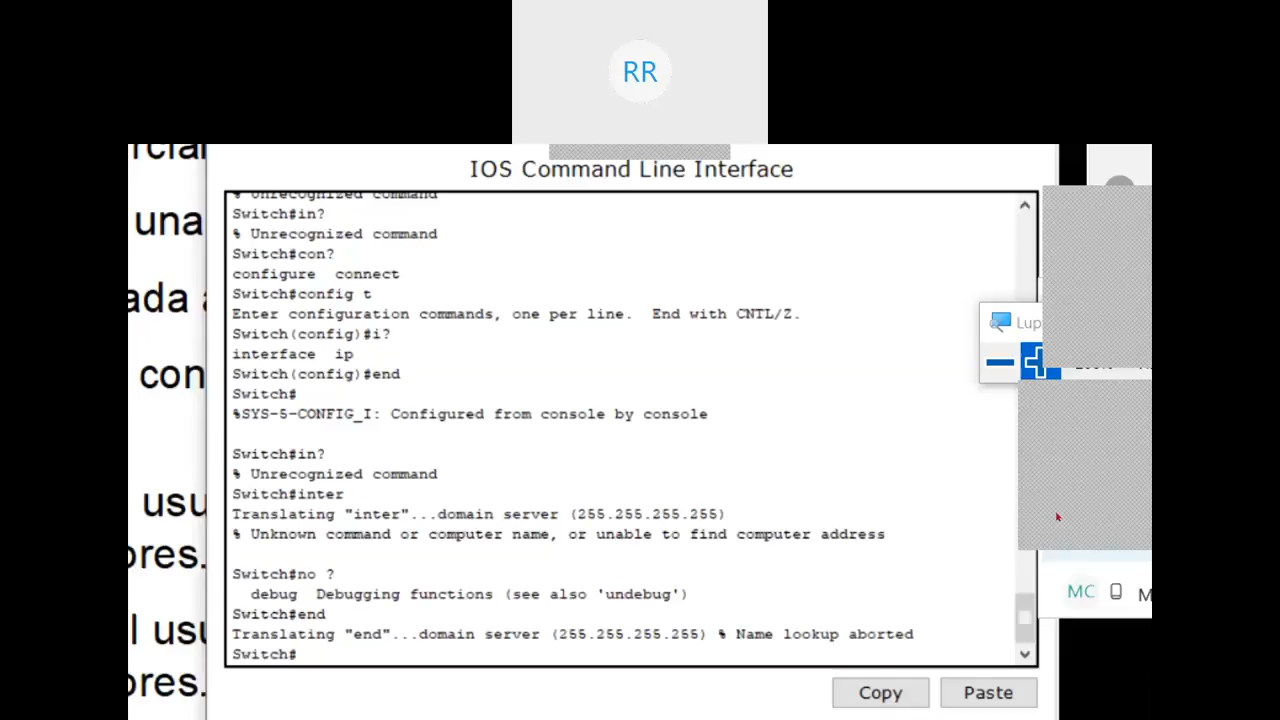 RR
IOS Command Line Interface
% Unrecognized command
Switch#in?
% Unrecognized command
Switch#con?
configure  connect
Switch#config t
Enter configuration commands, one per line.  End with CNTL/Z.
Switch(config)#i?
interface  ip
Switch(config)#end
Switch#
%SYS-5-CONFIG_I: Configured from console by console
Switch#in?
% Unrecognized command
Switch#inter
Translating "inter"...domain server (255.255.255.255)
% Unknown command or computer name, or unable to find computer address
Switch#no ?
debug  Debugging functions (see also 'undebug')
Switch#end
Translating "end"...domain server (255.255.255.255) % Name lookup aborted
Switch#
Copy
Paste
una
ada a
con
usu
ores.
l usu
ores.
Lup
MC
M